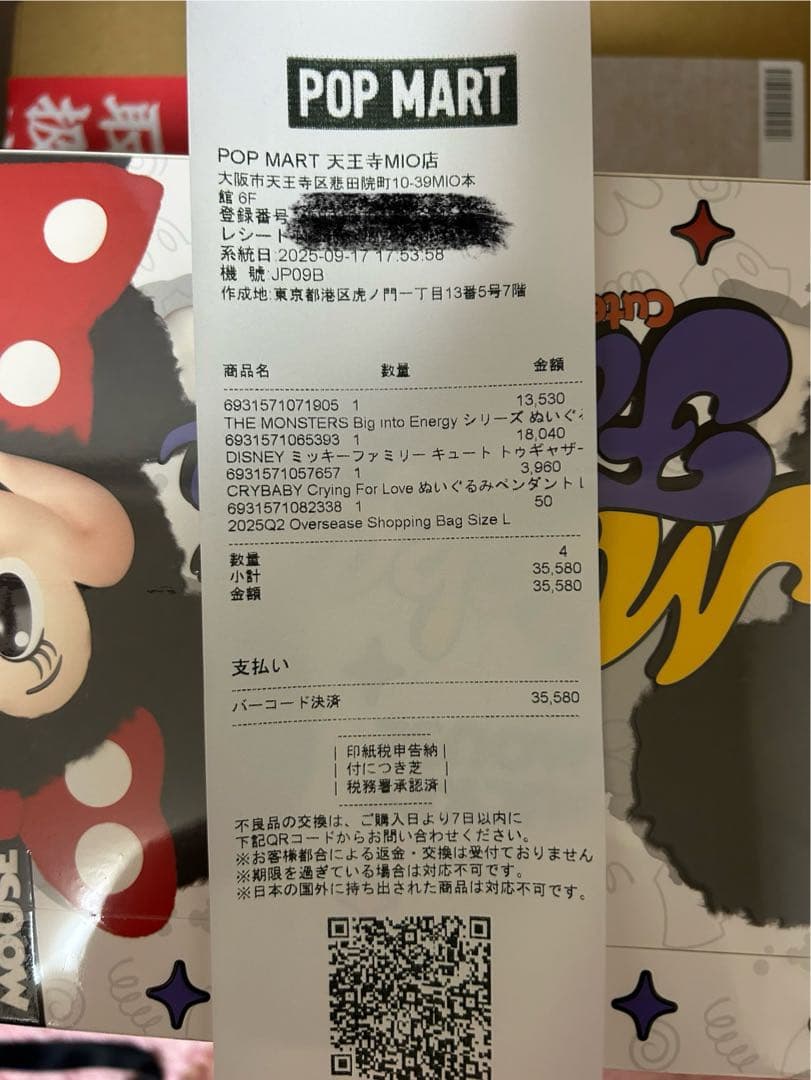 POP MART
POP MART 天王寺MIO店
大阪市天王寺区悲田院町10-39MIO本
館 6F
登録番号
レシート
系統日:2025-09-17 17:53:58
機 號:JP09B
作成地:東京都港区虎ノ門一丁目13番5号7階
商品名 数量 金額
6931571071905 1 13,530
THE MONSTERS Big into Energy シリーズ ぬいぐ
6931571065393 1 18,040
DISNEY ミッキーファミリー キュート トゥギャザー
6931571057657 1 3,960
CRYBABY Crying For Love ぬいぐるみペンダント
6931571082338 1 50
2025Q2 Oversease Shopping Bag Size L
数量 4
小計 35,580
金額 35,580
支払い
バーコード決済 35,580
印紙税申告納
付につき芝
税務署承認済
不良品の交換は、ご購入日より7日以内に
下記QRコードからお問い合わせください。
※お客様都合による返金・交換は受付ておりません
※期限を過ぎている場合は対応不可です。
※日本の国外に持ち出された商品は対応不可です。
取
扱
Cute
MOUSE